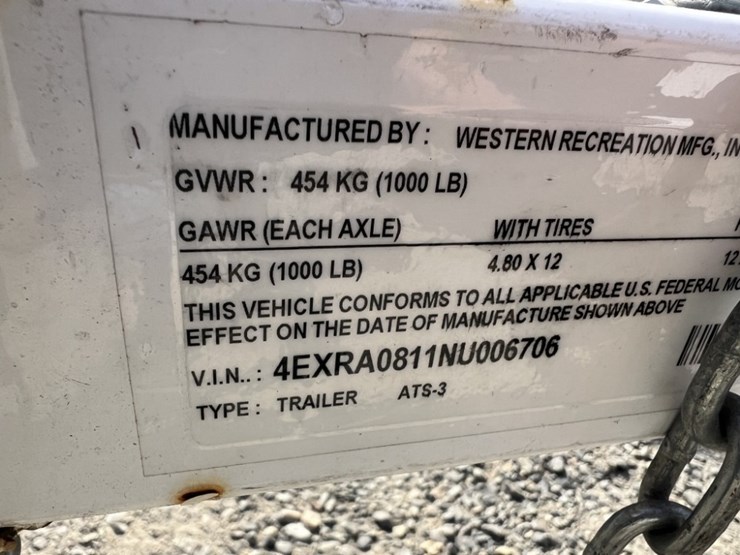 MANUFACTURED BY: WESTERN RECREATION MFG., IN
GVWR: 454 KG (1000 LB)
GAWR (EACH AXLE) WITH TIRES
454 KG (1000 LB) 4.80 X 12 12
THIS VEHICLE CONFORMS TO ALL APPLICABLE U.S. FEDERAL MO
EFFECT ON THE DATE OF MANUFACTURE SHOWN ABOVE
V.I.N..: 4EXRA0811NU006706
TYPE: TRAILER ATS-3